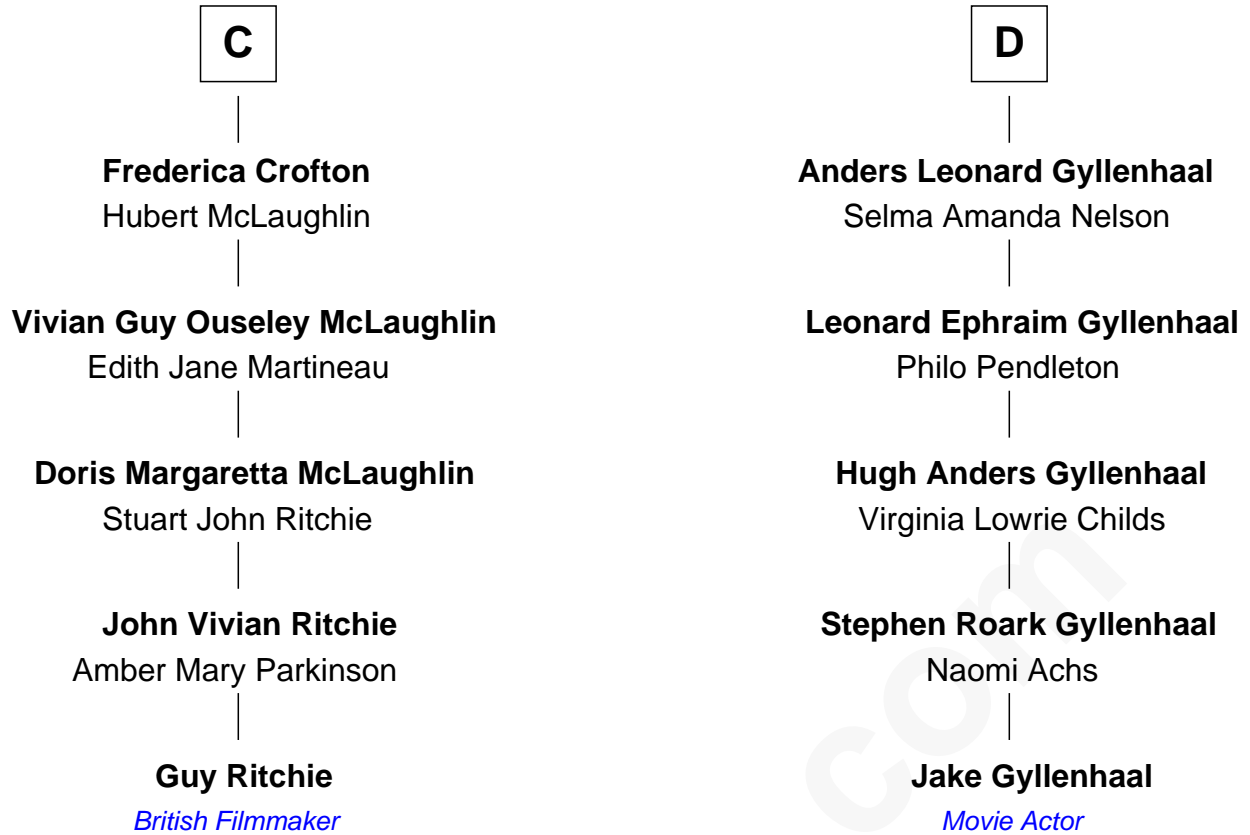 C
Frederica Crofton
Hubert McLaughlin
Vivian Guy Ouseley McLaughlin
Edith Jane Martineau
Doris Margaretta McLaughlin
Stuart John Ritchie
John Vivian Ritchie
Amber Mary Parkinson
Guy Ritchie
British Filmmaker
D
Anders Leonard Gyllenhaal
Selma Amanda Nelson
Leonard Ephraim Gyllenhaal
Philo Pendleton
Hugh Anders Gyllenhaal
Virginia Lowrie Childs
Stephen Roark Gyllenhaal
Naomi Achs
Jake Gyllenhaal
Movie Actor
com